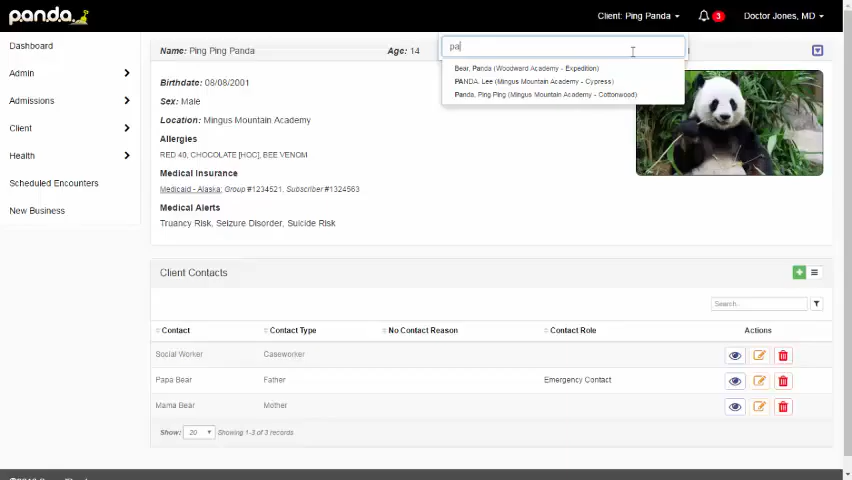 panda
Client: Ping Panda
3
Doctor Jones, MD
Dashboard
Admin
Admissions
Client
Health
Scheduled Encounters
New Business
Name: Ping Ping Panda
Age: 14
pa
Bear, Panda (Woodward Academy - Expedition)
PANDA, Lee (Mingus Mountain Academy - Cypress)
Panda, Ping Ping (Mingus Mountain Academy - Cottonwood)
Birthdate: 08/08/2001
Sex: Male
Location: Mingus Mountain Academy
Allergies
RED 40, CHOCOLATE [HOC], BEE VENOM
Medical Insurance
Medicaid - Alaska: Group #1234521, Subscriber #1324563
Medical Alerts
Truancy Risk, Seizure Disorder, Suicide Risk
Client Contacts
Search..
Contact Contact Type No Contact Reason Contact Role Actions
Social Worker Caseworker
Papa Bear Father Emergency Contact
Mama Bear Mother
Show: 20 Showing 1-3 of 3 records